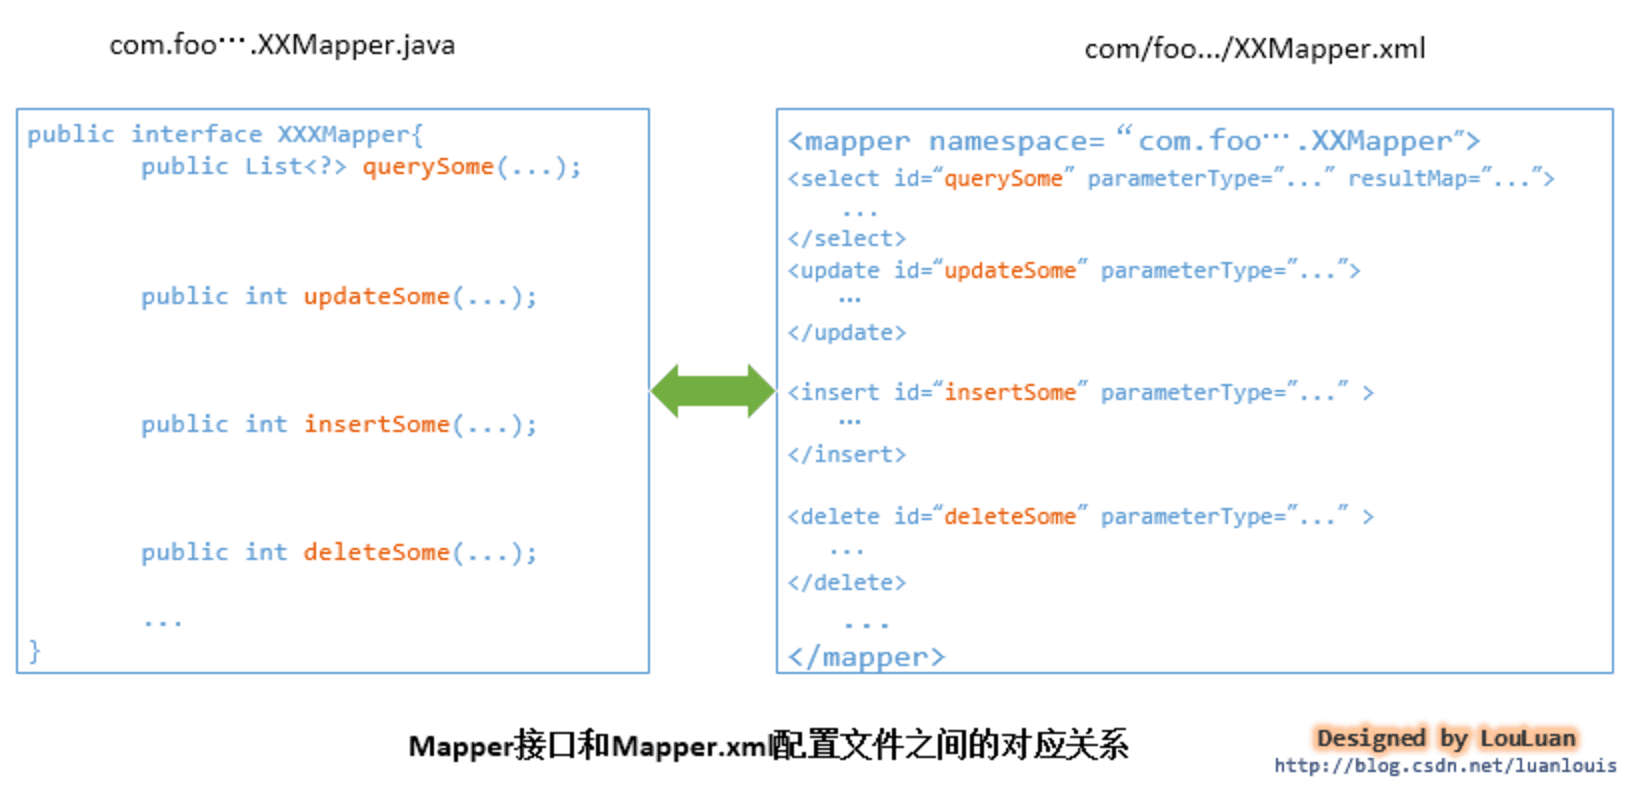 com.foo···.XXMapper.java
public interface XXXMapper{
public List<?> querySome(...);
public int updateSome(...);
public int insertSome(...);
public int deleteSome(...);
...
}
com/foo.../XXMapper.xml
<mapper namespace=“com.foo···.XXMapper”>
<select id=“querySome” parameterType=”...” resultMap=”...”>
...
</select>
<update id=“updateSome” parameterType=”...”>
...
</update>
<insert id=“insertSome” parameterType=”...” >
...
</insert>
<delete id=“deleteSome” parameterType=”...” >
...
</delete>
...
</mapper>
Mapper接口和Mapper.xml配置文件之间的对应关系
Designed by LouLuan
http://blog.csdn.net/luanlouis